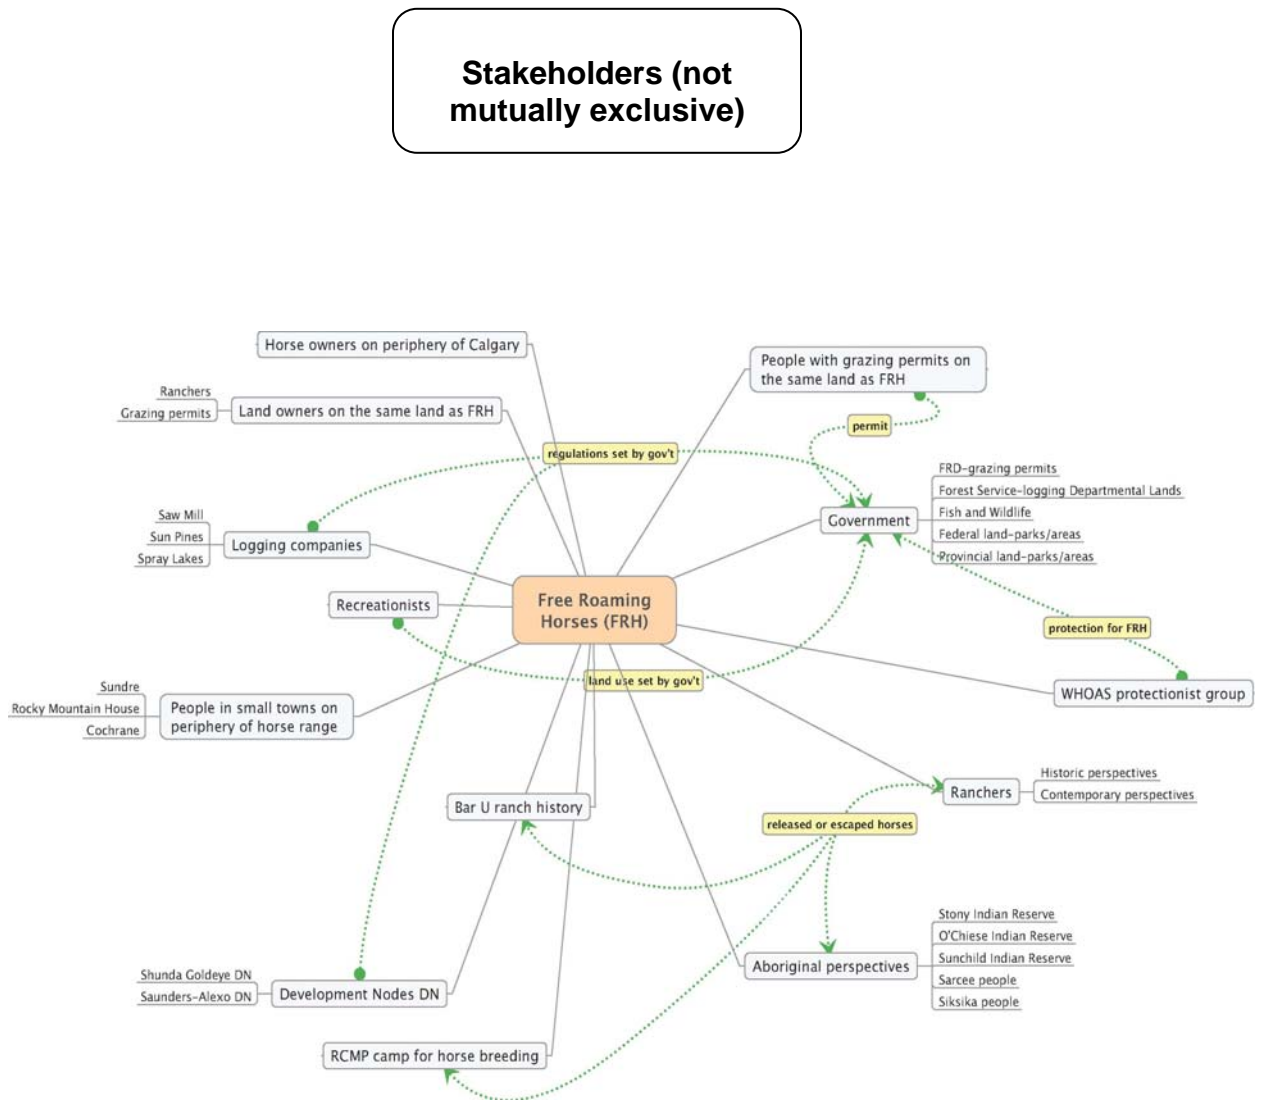 Stakeholders (not
mutually exclusive)
Horse owners on periphery of Calgary
People with grazing permits on
the same land as FRH
Ranchers
Grazing permits
Land owners on the same land as FRH
permit
regulations set by gov't
FRD-grazing permits
Forest Service-logging Departmental Lands
Fish and Wildlife
Federal land-parks/areas
Provincial land-parks/areas
Government
Saw Mill
Sun Pines
Spray Lakes
Logging companies
Recreationists
Free Roaming
Horses (FRH)
protection for FRH
land use set by gov't
WHOAS protectionist group
Sundre
Rocky Mountain House
Cochrane
People in small towns on
periphery of horse range
Historic perspectives
Contemporary perspectives
Ranchers
Bar U ranch history
released or escaped horses
Stony Indian Reserve
O'Chiese Indian Reserve
Sunchild Indian Reserve
Sarcee people
Siksika people
Aboriginal perspectives
Shunda Goldeye DN
Saunders-Alexo DN
Development Nodes DN
RCMP camp for horse breeding